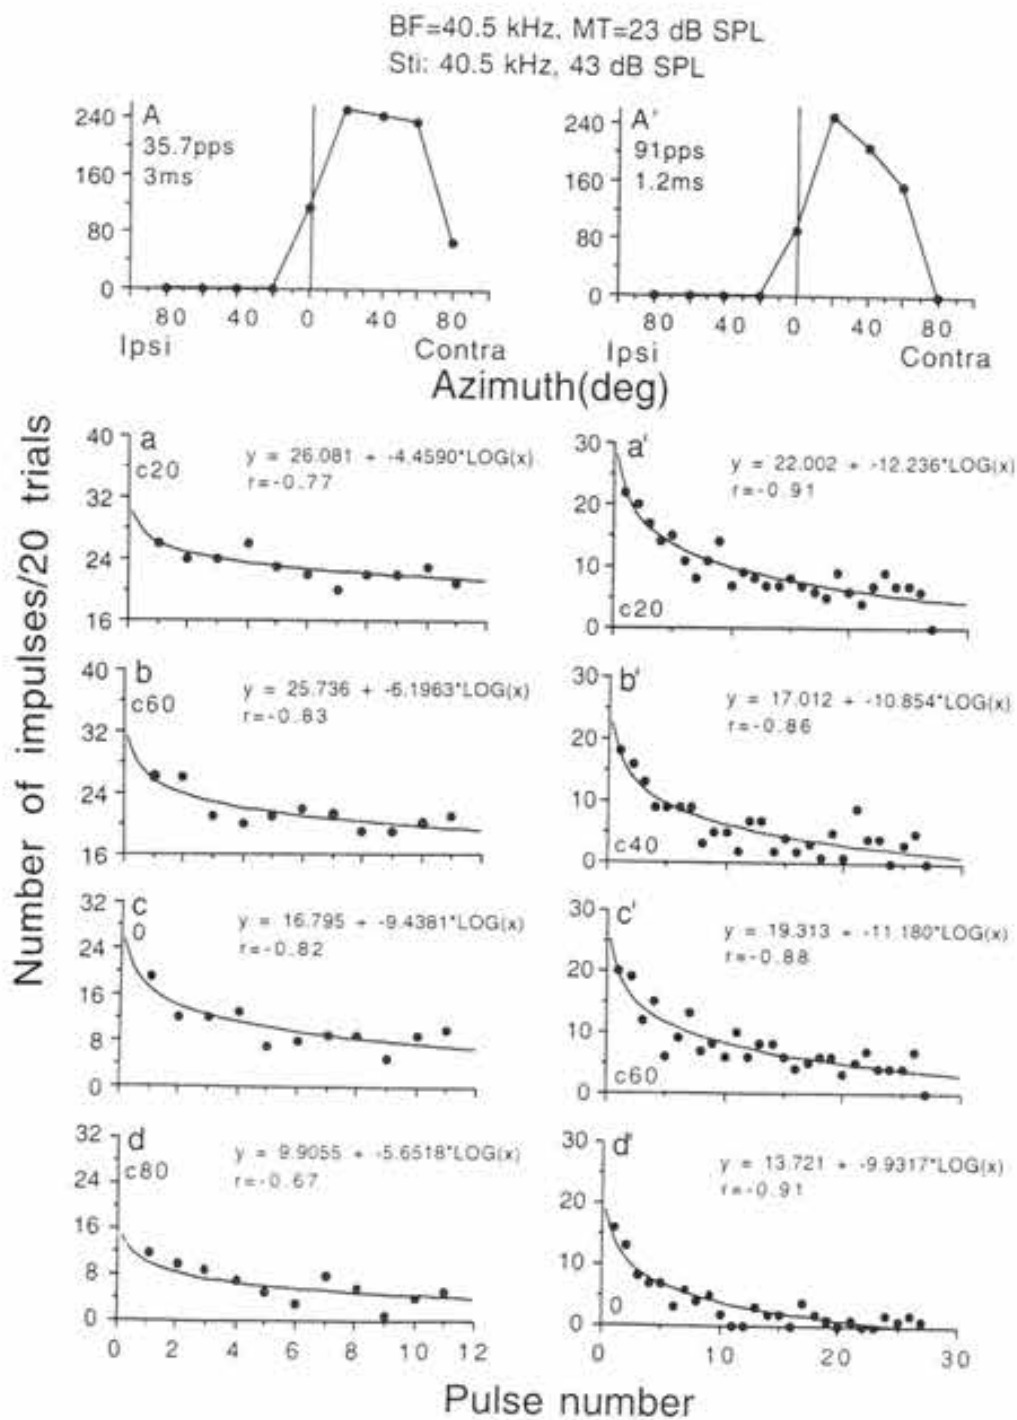 BF=40.5 kHz, MT=23 dB SPL
Sti: 40.5 kHz, 43 dB SPL
A
35.7pps
3ms
240
160
80
0
80 40 0 40 80
Ipsi Contra
A'
91pps
1.2ms
240
160
80
0
80 40 0 40 80
Ipsi Contra
Azimuth(deg)
Number of impulses/20 trials
a
c20
y = 26.081 + -4.4590*LOG(x)
r=-0.77
40
32
24
16
a'
y = 22.002 + -12.236*LOG(x)
r=-0.91
c20
30
20
10
0
b
c60
y = 25.736 + -6.1963*LOG(x)
r=-0.83
40
32
24
16
b'
y = 17.012 + -10.854*LOG(x)
r=-0.86
c40
30
20
10
0
c
0
y = 16.795 + -9.4381*LOG(x)
r=-0.82
32
24
16
8
0
c'
y = 19.313 + -11.180*LOG(x)
r=-0.88
c60
30
20
10
0
d
c80
y = 9.9055 + -5.6518*LOG(x)
r=-0.67
32
24
16
8
0
0 2 4 6 8 10 12
d'
y = 13.721 + -9.9317*LOG(x)
r=-0.91
0
30
20
10
0
0 10 20 30
Pulse number